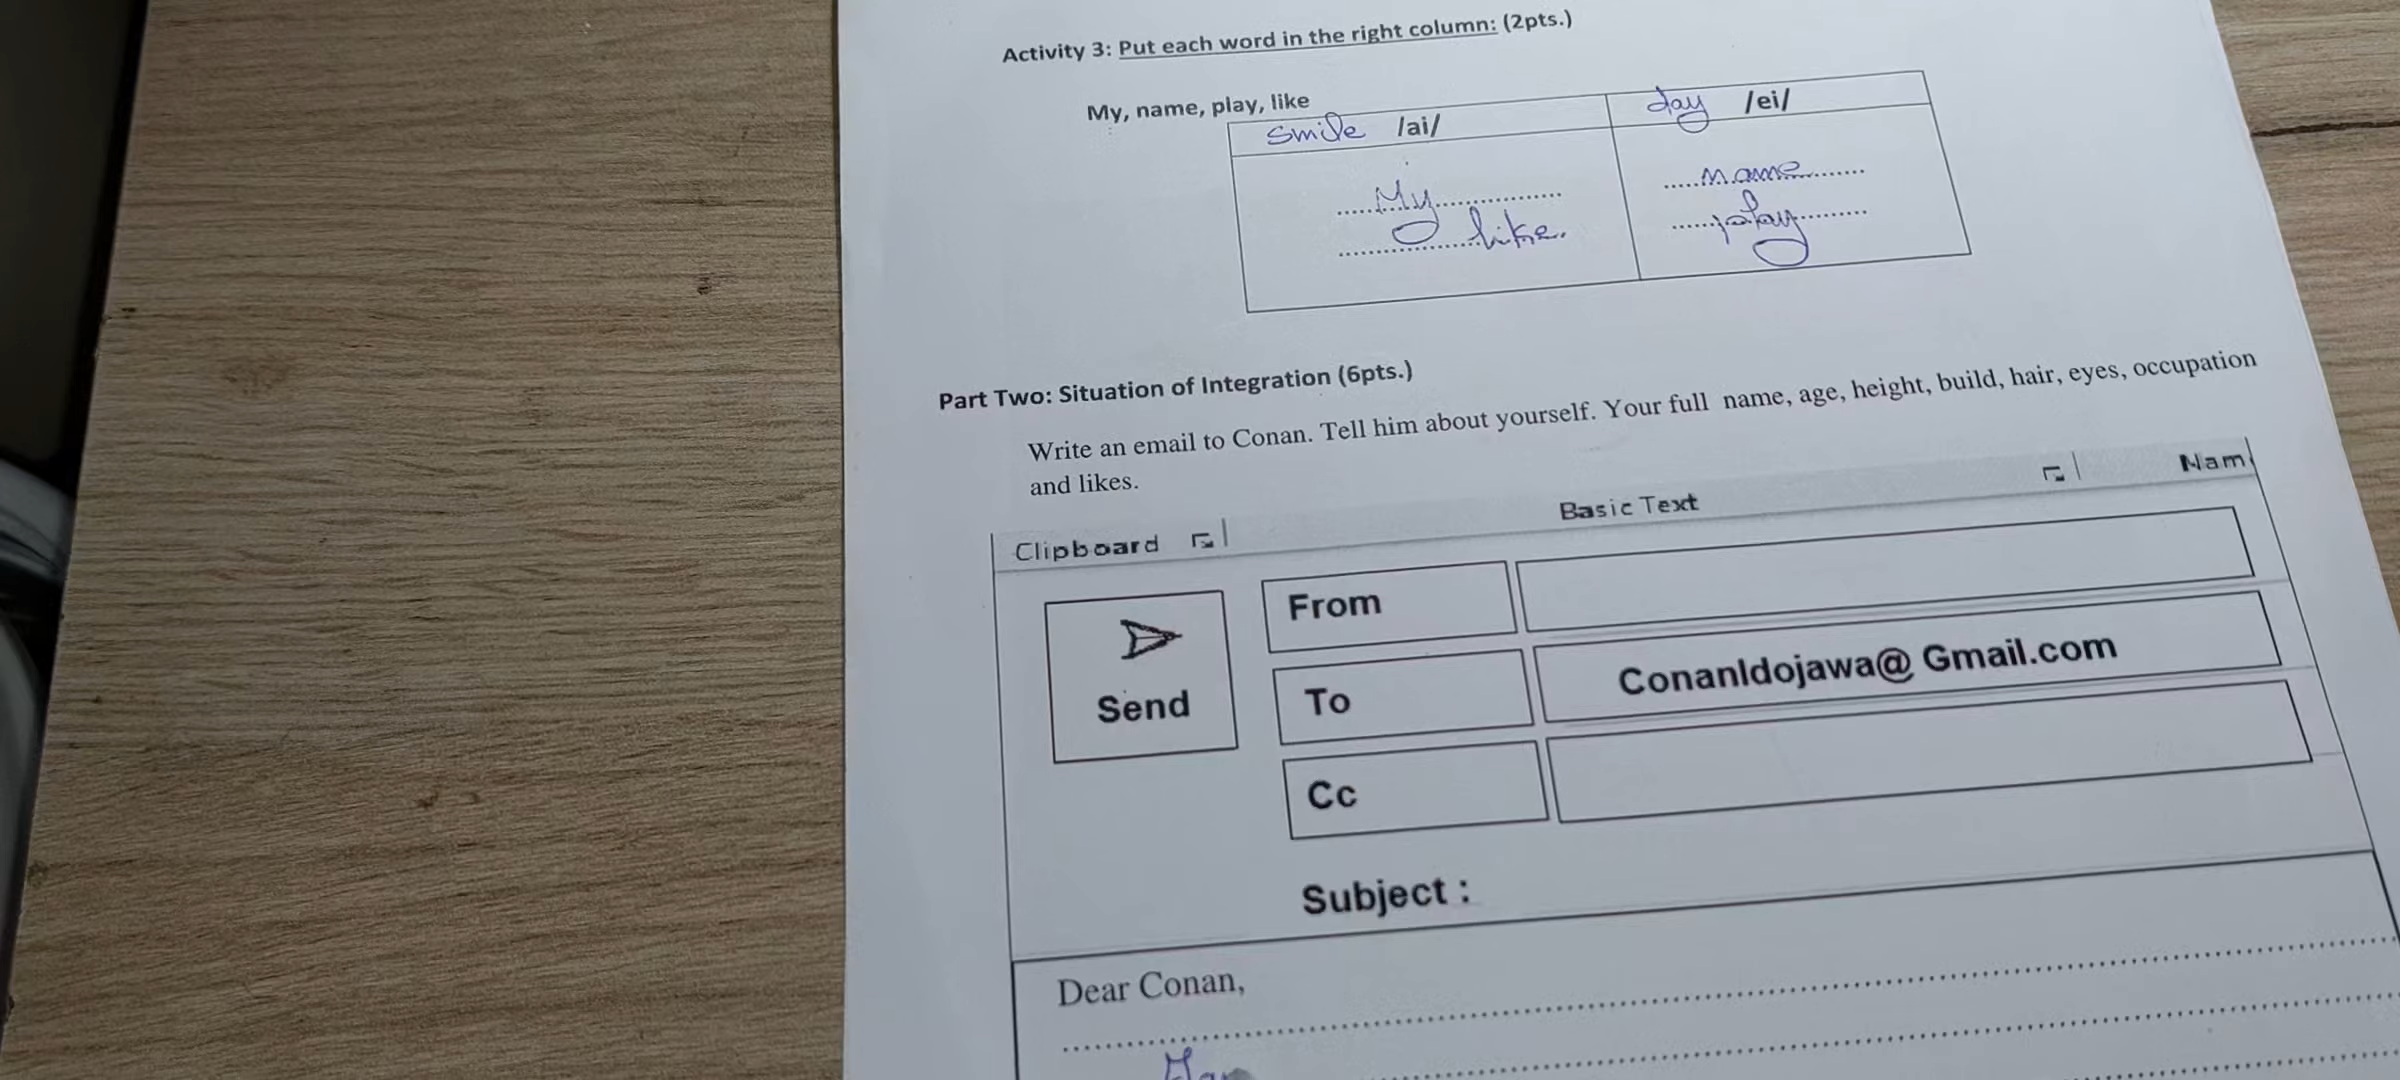 Activity 3: Put each word in the right column: (2pts.)
My, name, play, like
smile /ai/ day /ei/
My name
like. play
Part Two: Situation of Integration (6pts.)
Write an email to Conan. Tell him about yourself. Your full name, age, height, build, hair, eyes, occupation
and likes.
Clipboard Basic Text Nam
Send
From
To ConanIdojawa@ Gmail.com
Cc
Subject :
Dear Conan,